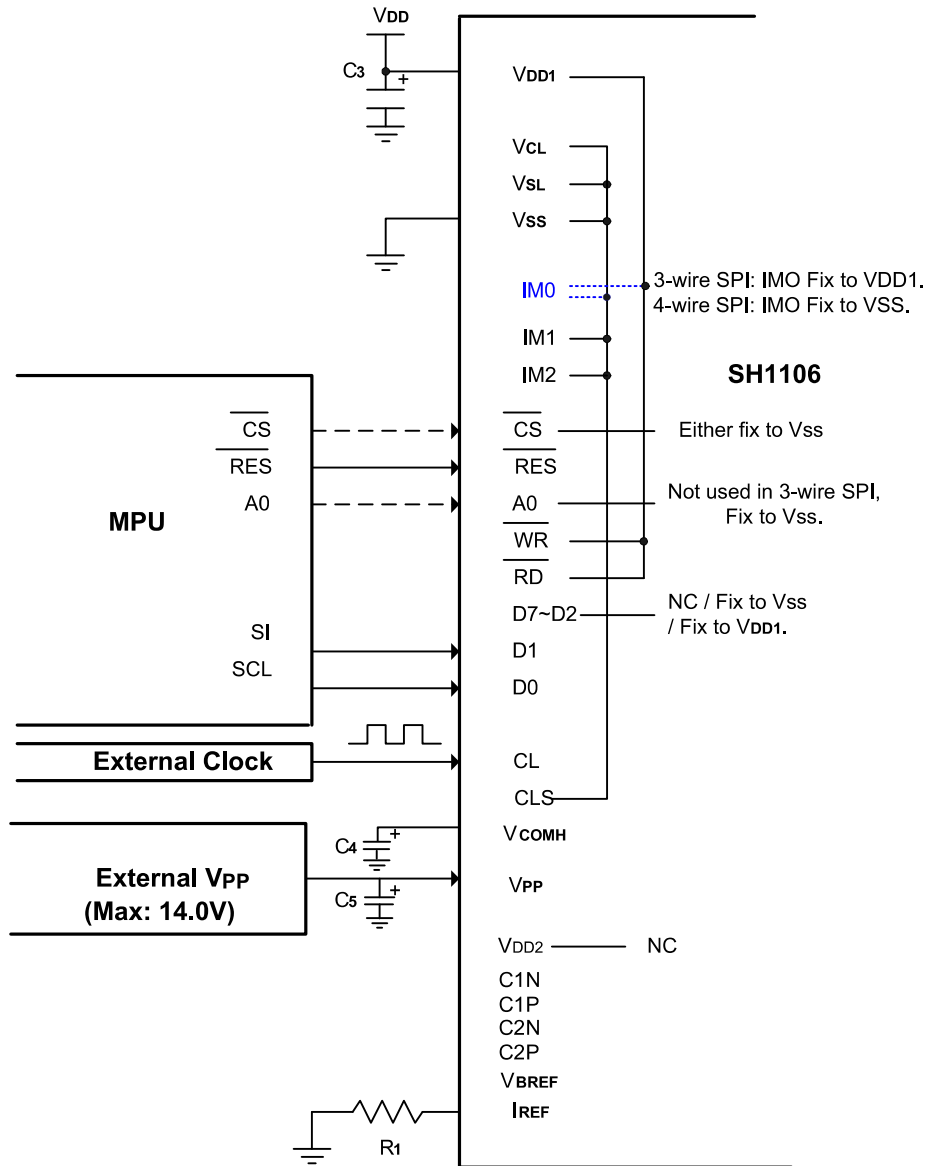 VDD
C3
+
VDD1
VCL
VSL
VSS
IM0
3-wire SPI: IMO Fix to VDD1.
4-wire SPI: IMO Fix to VSS.
IM1
IM2
SH1106
CS
CS
Either fix to Vss
RES
RES
A0
A0
Not used in 3-wire SPI,
Fix to Vss.
MPU
WR
RD
D7~D2
NC / Fix to Vss
/ Fix to VDD1.
SI
D1
SCL
D0
External Clock
CL
CLS
VCOMH
C4
+
External VPP
(Max: 14.0V)
C5
+
VPP
VDD2
NC
C1N
C1P
C2N
C2P
VBREF
IREF
R1